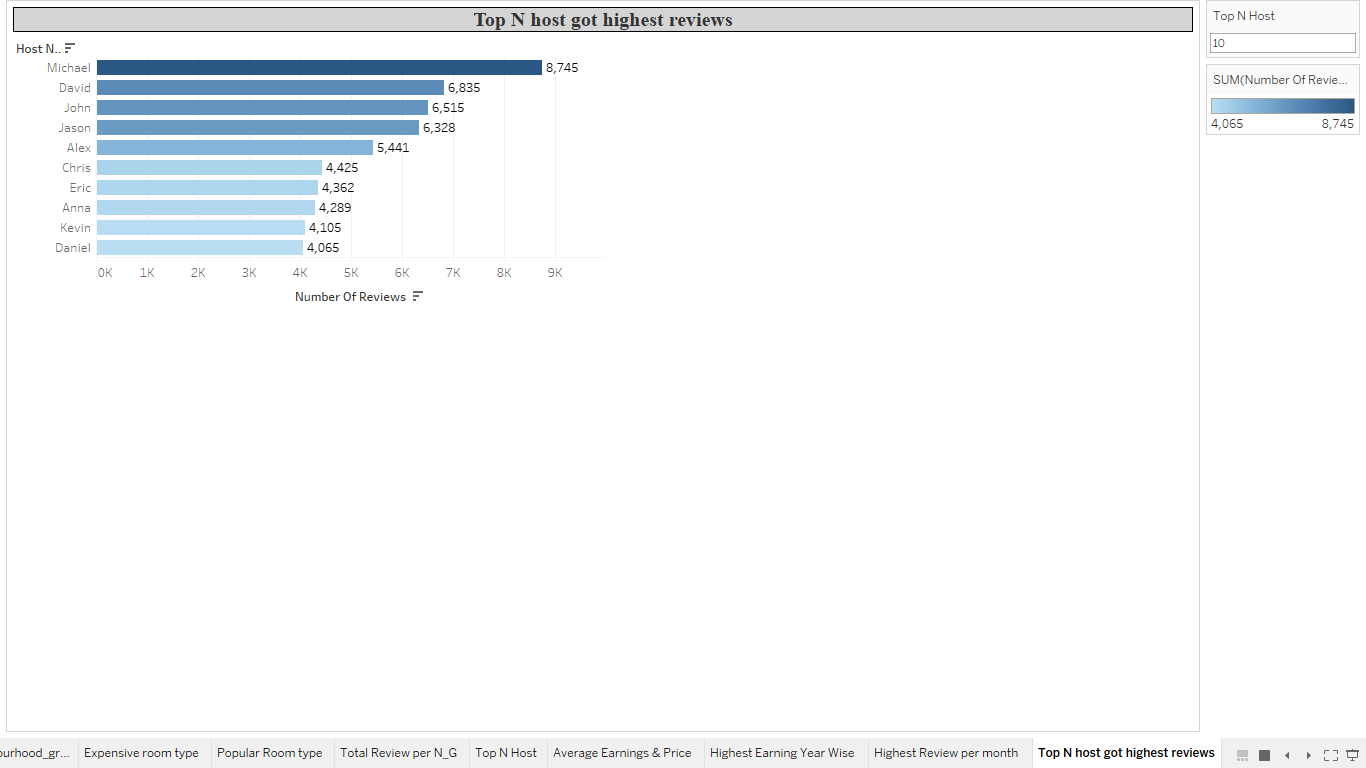 Top N host got highest reviews
Host N..
Michael 8,745
David 6,835
John 6,515
Jason 6,328
Alex 5,441
Chris 4,425
Eric 4,362
Anna 4,289
Kevin 4,105
Daniel 4,065
0K 1K 2K 3K 4K 5K 6K 7K 8K 9K
Number Of Reviews
Top N Host
10
SUM(Number Of Revie...
4,065 8,745
ourhood_gr... Expensive room type Popular Room type Total Review per N_G Top N Host Average Earnings & Price Highest Earning Year Wise Highest Review per month Top N host got highest reviews